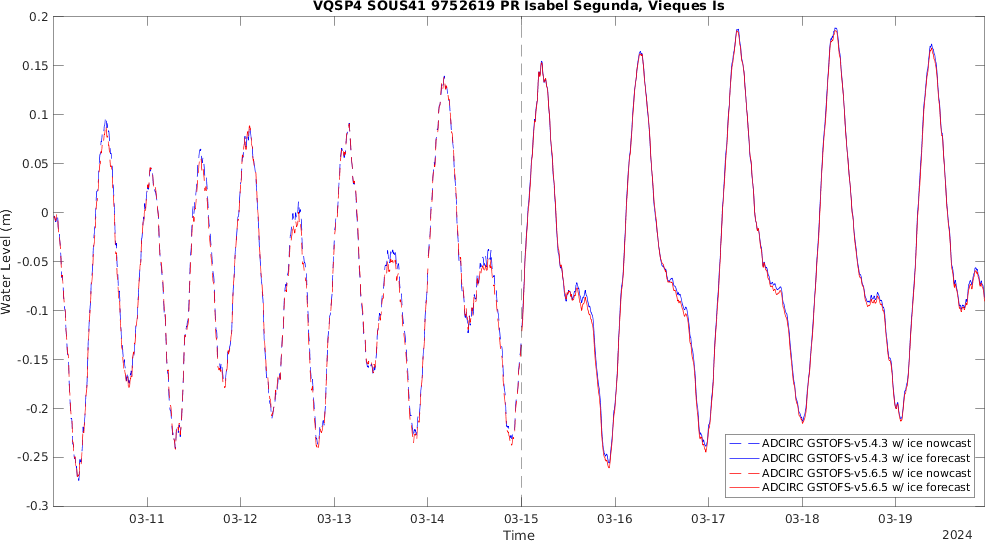 VQSP4 SOUS41 9752619 PR Isabel Segunda, Vieques Is
0.2
0.15
0.1
0.05
0
-0.05
-0.1
-0.15
-0.2
-0.25
-0.3
Water Level (m)
03-11 03-12 03-13 03-14 03-15 03-16 03-17 03-18 03-19
Time
2024
ADCIRC GSTOFS-v5.4.3 w/ ice nowcast
ADCIRC GSTOFS-v5.4.3 w/ ice forecast
ADCIRC GSTOFS-v5.6.5 w/ ice nowcast
ADCIRC GSTOFS-v5.6.5 w/ ice forecast